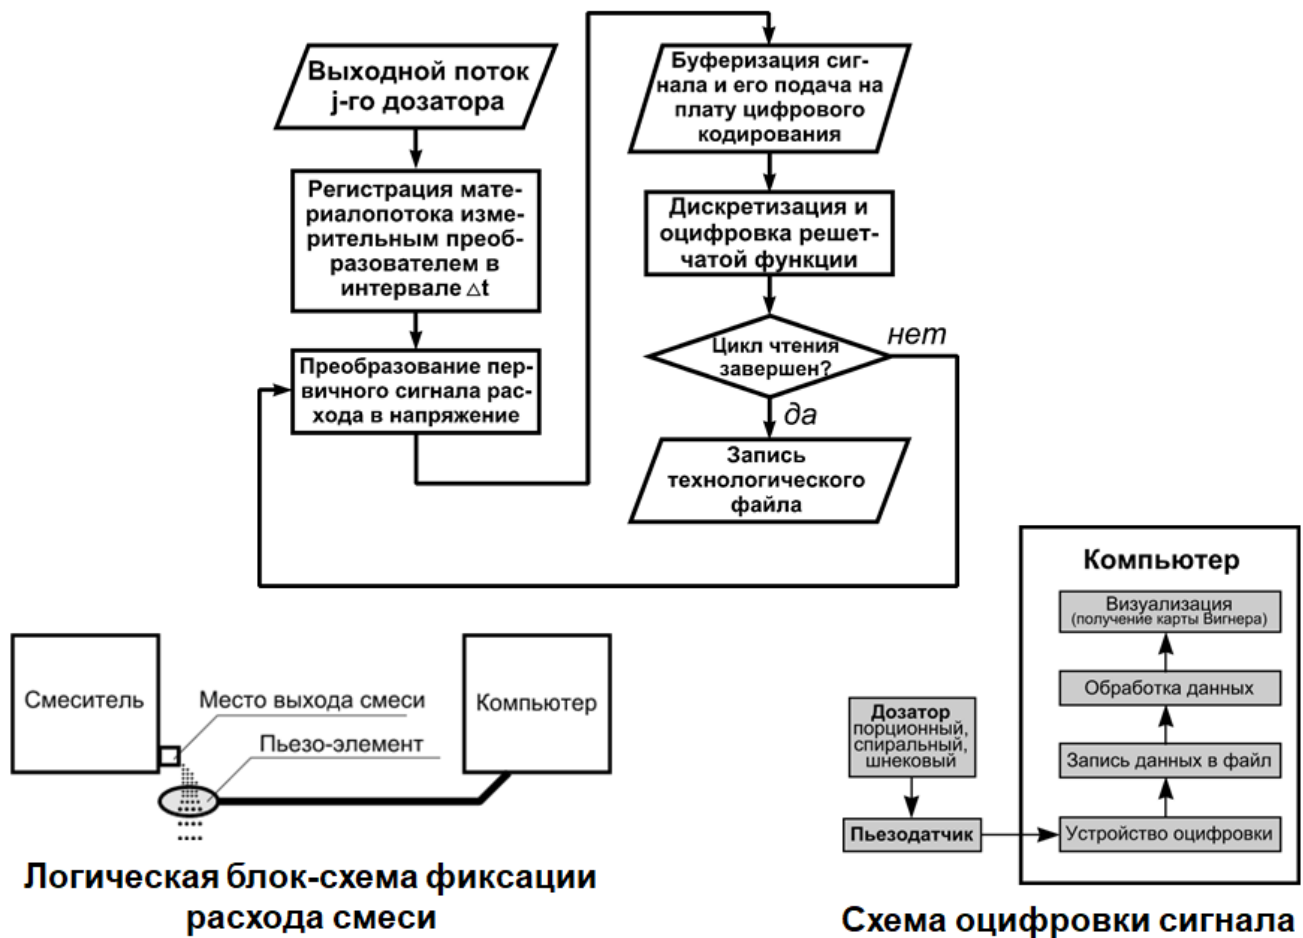 Выходной поток
j-го дозатора
Регистрация мате-
риалопотока изме-
рительным преоб-
разователем в
интервале △t
Преобразование пер-
вичного сигнала рас-
хода в напряжение
Буферизация сиг-
нала и его подача на
плату цифрового
кодирования
Дискретизация и
оцифровка решет-
чатой функции
Цикл чтения
завершен?
нет
да
Запись
технологического
файла
Смеситель
Место выхода смеси
Пьезо-элемент
Компьютер
Логическая блок-схема фиксации
расхода смеси
Компьютер
Визуализация
(получение карты Вигнера)
Обработка данных
Запись данных в файл
Устройство оцифровки
Дозатор
порционный,
спиральный,
шнековый
Пьезодатчик
Схема оцифровки сигнала